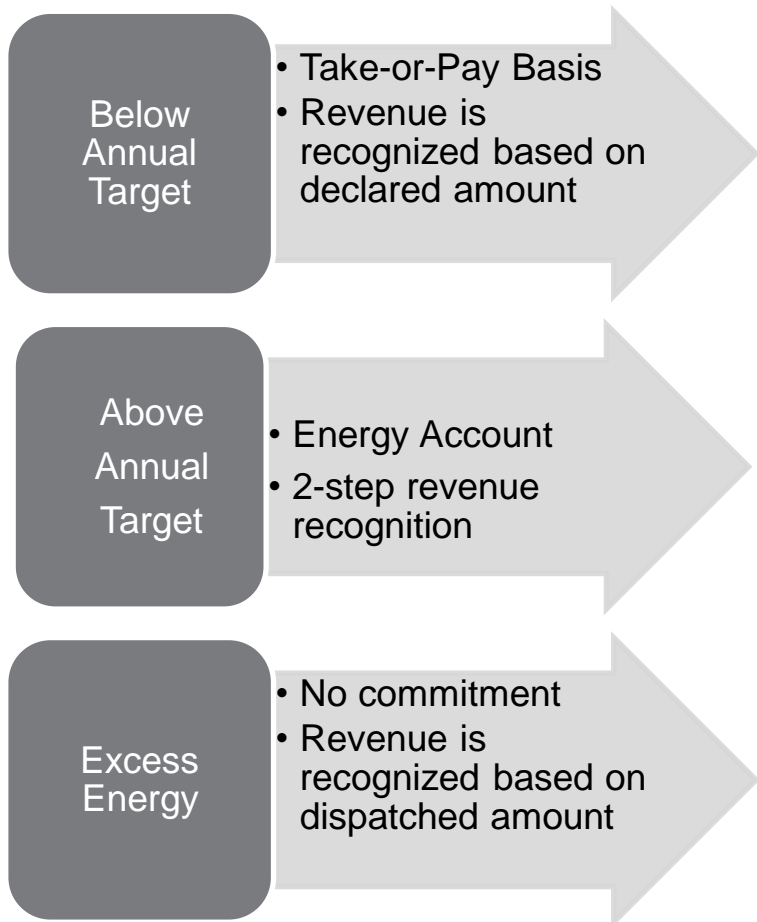 Below
Annual
Target
• Take-or-Pay Basis
• Revenue is
recognized based on
declared amount
Above
Annual
Target
• Energy Account
• 2-step revenue
recognition
Excess
Energy
• No commitment
• Revenue is
recognized based on
dispatched amount